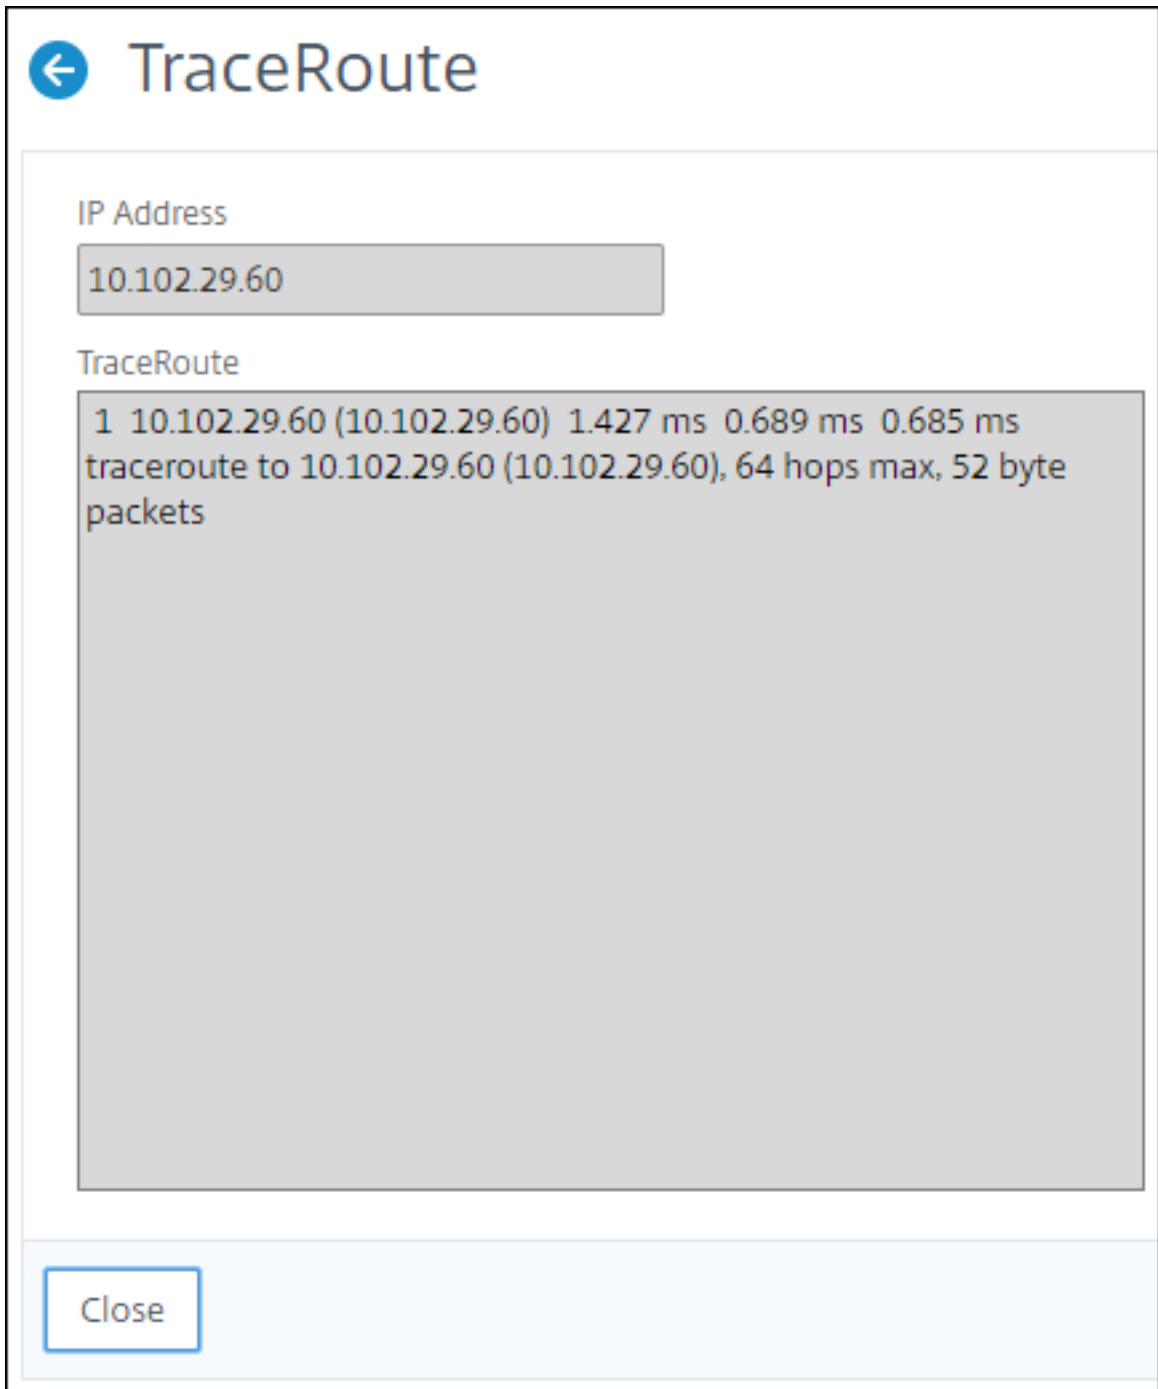 TraceRoute
IP Address
10.102.29.60
TraceRoute
1 10.102.29.60 (10.102.29.60) 1.427 ms 0.689 ms 0.685 ms
traceroute to 10.102.29.60 (10.102.29.60), 64 hops max, 52 byte
packets
Close